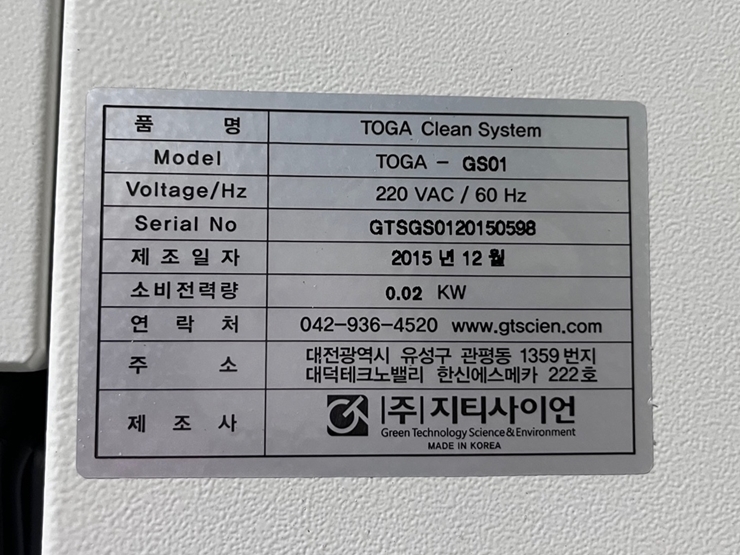 품 명 TOGA Clean System
Model TOGA - GS01
Voltage/Hz 220 VAC / 60 Hz
Serial No GTSGS0120150598
제 조 일 자 2015 년 12 월
소 비 전 력 량 0.02 KW
연 락 처 042-936-4520 www.gtscien.com
주 소 대전광역시 유성구 관평동 1359번지
대덕테크노밸리 한신에스메카 222호
제 조 사 (주)지티사이언
Green Technology Science & Environment
MADE IN KOREA